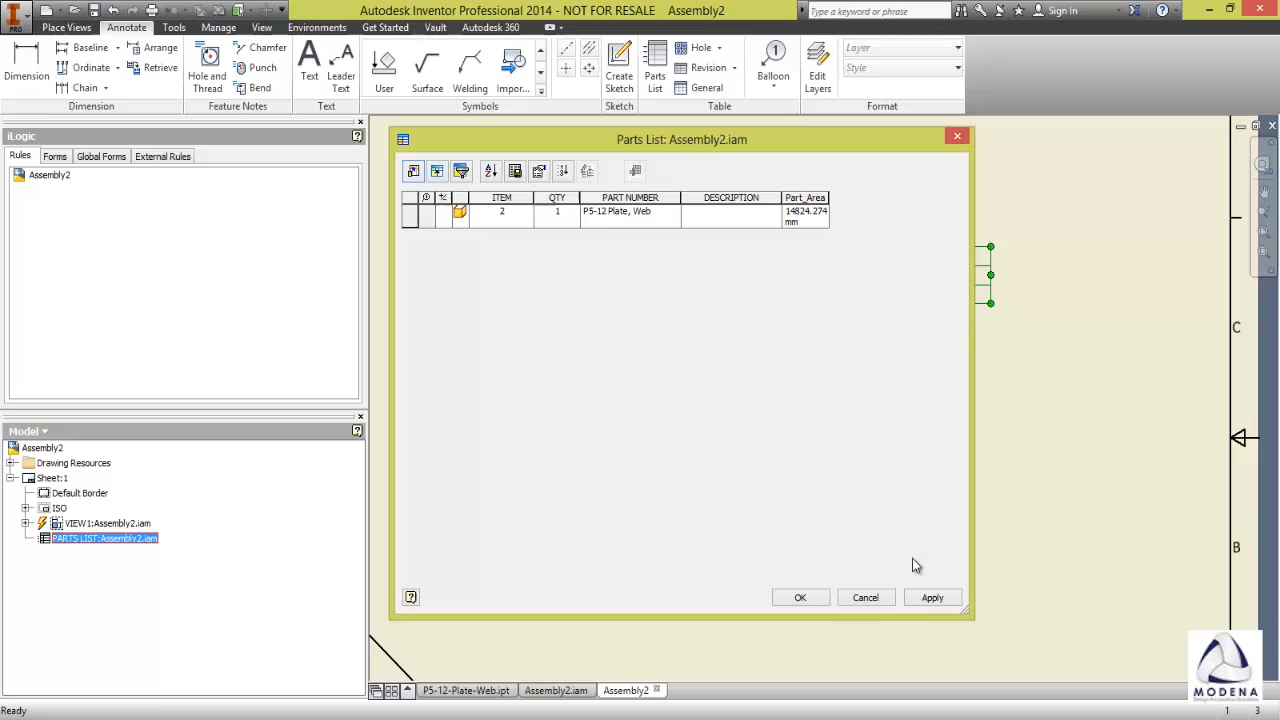 Autodesk Inventor Professional 2014 - NOT FOR RESALE Assembly2
Type a keyword or phrase
Sign In
PRO
Place Views Annotate Tools Manage View Environments Get Started Vault Autodesk 360
Dimension
Baseline
Ordinate
Chain
Arrange
Retrieve
Dimension
Hole and Thread
Chamfer
Punch
Bend
Feature Notes
Text
Leader Text
Text
User
Surface
Welding
Impor...
Symbols
Create Sketch
Sketch
Parts List
Hole
Revision
General
Table
1
Balloon
Edit Layers
Layer
Style
Format
iLogic
Rules Forms Global Forms External Rules
Assembly2
Model
Assembly2
Drawing Resources
Sheet:1
Default Border
ISO
VIEW1:Assembly2.iam
PARTS LIST:Assembly2.iam
Parts List: Assembly2.iam
ITEM QTY PART NUMBER DESCRIPTION Part_Area
2 1 P5-12 Plate, Web 14824.274
mm
OK Cancel Apply
C
B
P5-12-Plate-Web.ipt Assembly2.iam Assembly2
MODENA
Ready
1 3